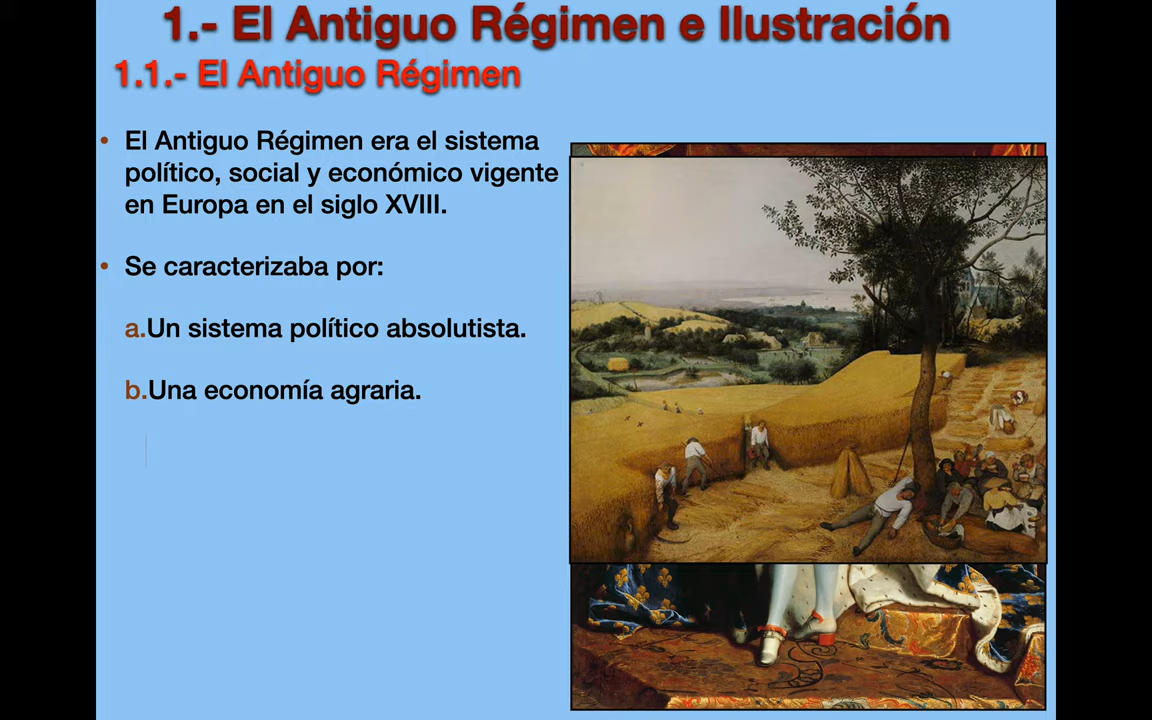 1.- El Antiguo Régimen e Ilustración
1.1.- El Antiguo Régimen
• El Antiguo Régimen era el sistema
político, social y económico vigente
en Europa en el siglo XVIII.
• Se caracterizaba por:
a.Un sistema político absolutista.
b.Una economía agraria.